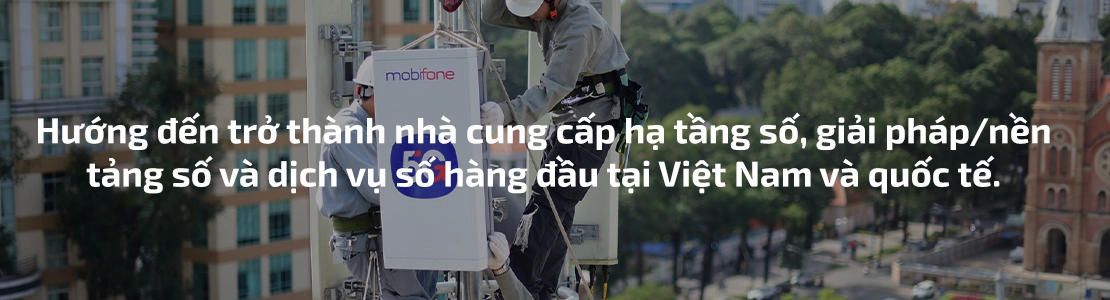 mobifone
Hướng đến trở thành nhà cung cấp hạ tầng số, giải pháp/nền
5G
tảng số và dịch vụ số hàng đầu tại Việt Nam và quốc tế.